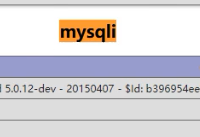 mysqli
5.0.12-dev - 20150407 - $Id: b396954ee